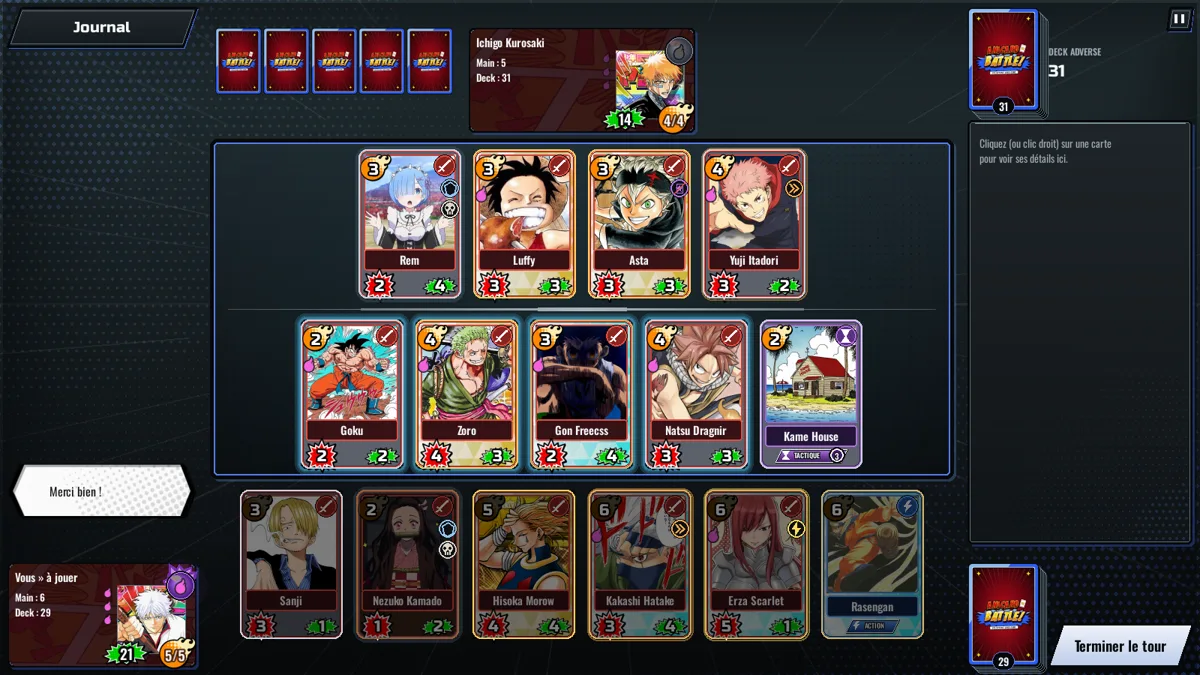 Journal
Ichigo Kurosaki
Main : 5
Deck : 31
14
4/4
31
DECK ADVERSE
31
Cliquez (ou clic droit) sur une carte
pour voir ses détails ici.
3
3
3
4
Rem
Luffy
Asta
Yuji Itadori
2
4
3
3
3
3
3
2
2
4
3
4
2
Goku
Zoro
Gon Freecss
Natsu Dragnir
Kame House
2
2
4
3
2
4
3
3
TACTIQUE
3
Merci bien !
3
2
5
6
6
6
Sanji
Nezuko Kamado
Hisoka Morow
Kakashi Hatake
Erza Scarlet
Rasengan
3
1
1
2
4
4
3
4
5
1
ACTION
Vous » à jouer
Main : 6
Deck : 29
21
5/5
29
Terminer le tour